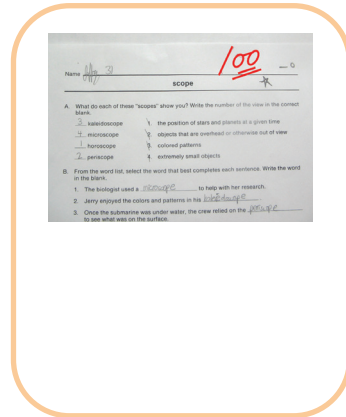 100
- 0
Name
scope
A. What do each of these "scopes" show you? Write the number of the view in the correct
blank.
3 kaleidoscope 1. the position of stars and planets at a given time
4 microscope 2. objects that are overhead or otherwise out of view
1 horoscope 3. colored patterns
2 periscope 4. extremely small objects
B. From the word list, select the word that best completes each sentence. Write the word
in the blank.
1. The biologist used a microscope to help with her research.
2. Jerry enjoyed the colors and patterns in his kaleidoscope
3. Once the submarine was under water, the crew relied on the periscope
to see what was on the surface.